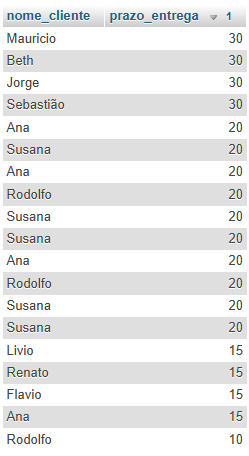 nome_cliente prazo_entrega 1
Mauricio 30
Beth 30
Jorge 30
Sebastião 30
Ana 20
Susana 20
Ana 20
Rodolfo 20
Susana 20
Susana 20
Ana 20
Rodolfo 20
Susana 20
Susana 20
Livio 15
Renato 15
Flavio 15
Ana 15
Rodolfo 10